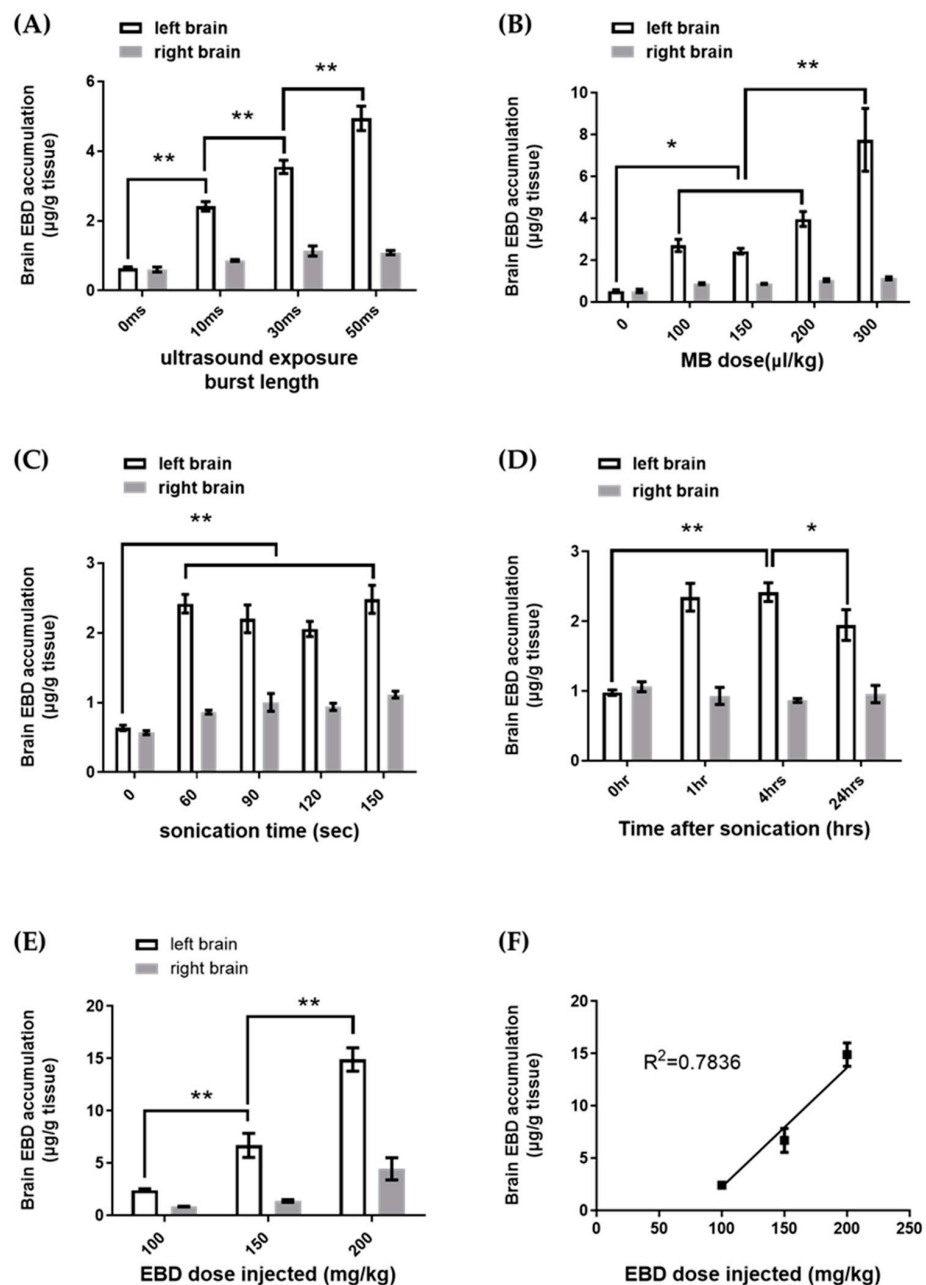 (A)
left brain
right brain
**
**
**
6
4
2
0
Brain EBD accumulation
(µg/g tissue)
0ms
10ms
30ms
50ms
ultrasound exposure
burst length
(B)
left brain
right brain
**
*
10
8
6
4
2
0
Brain EBD accumulation
(µg/g tissue)
0
100
150
200
300
MB dose(µl/kg)
(C)
left brain
right brain
**
3
2
1
0
Brain EBD accumulation
(µg/g tissue)
0
60
90
120
150
sonication time (sec)
(D)
left brain
right brain
**
*
3
2
1
0
Brain EBD accumulation
(µg/g tissue)
0hr
1hr
4hrs
24hrs
Time after sonication (hrs)
(E)
left brain
right brain
**
**
20
15
10
5
0
Brain EBD accumulation
(µg/g tissue)
100
150
200
EBD dose injected (mg/kg)
(F)
20
15
10
5
0
Brain EBD accumulation
(µg/g tissue)
R²=0.7836
0
50
100
150
200
250
EBD dose injected (mg/kg)